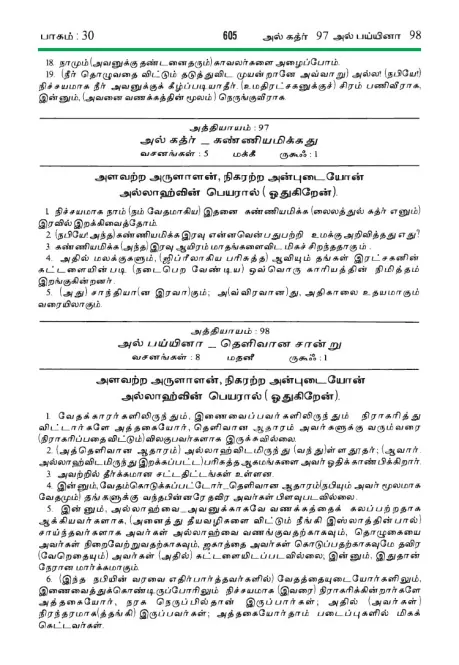 பாகம் : 30 605 அல் கத்ர் 97 அல் பய்யினா 98
18. நாமும் (அவனுக்கு தண்டனைதரும்) காவலர்களை அழைப்போம்.
19. (நீர் தொழுவதை விட்டும் தடுத்துவிட முயன்றானே அவ்வாறு) அல்ல! (நபியே!)
நிச்சயமாக நீர் அவனுக்குக் கீழ்ப்படியாதீர். (உமதிரட்சகனுக்குச்) சிரம் பணிவீராக,
இன்னும், (அவனை வணக்கத்தின் மூலம்) நெருங்குவீராக.
அத்தியாயம் : 97
அல் கத்ர் – கண்ணியமிக்கது
வசனங்கள் : 5 மக்கீ ருகூஃ : 1
அளவற்ற அருளாளன், நிகரற்ற அன்புடையோன்
அல்லாஹ்வின் பெயரால் ( ஓதுகிறேன்).
1. நிச்சயமாக நாம் (நம் வேதமாகிய) இதனை கண்ணியமிக்க (லைலத்துல் கத்ர் எனும்)
இரவில் இறக்கிவைத்தோம்.
2. (நபியே! அந்த) கண்ணியமிக்க இரவு என்னவென்பதுபற்றி உமக்கு அறிவித்தது எது?
3. கண்ணியமிக்க (அந்த) இரவு ஆயிரம் மாதங்களைவிட மிகச் சிறந்ததாகும் .
4. அதில் மலக்குகளும், (ஜிப்ரீலாகிய பரிசுத்த) ஆவியும் தங்கள் இரட்சகனின்
கட்டளையின்படி (நடைபெற வேண்டிய) ஒவ்வொரு காரியத்தின் நிமித்தம்
இறங்குகின்றனர்.
5. (அது) சாந்தியா(ன இரவா)கும்; அ(வ்விரவான)து, அதிகாலை உதயமாகும்
வரையிலாகும்.
அத்தியாயம் : 98
அல் பய்யினா – தெளிவான சான்று
வசனங்கள் : 8 மதனீ ருகூஃ : 1
அளவற்ற அருளாளன், நிகரற்ற அன்புடையோன்
அல்லாஹ்வின் பெயரால் ( ஓதுகிறேன்).
1. வேதக்காரர்களிலிருந்தும், இணைவைப்பவர்களிலிருந்தும் நிராகரித்து
விட்டார்களே அத்தகையோர், தெளிவான ஆதாரம் அவர்களுக்கு வரும்வரை
(நிராகரிப்பதை விட்டும்) விலகுபவர்களாக இருக்கவில்லை.
2. (அத்தெளிவான ஆதாரம்) அல்லாஹ்விடமிருந்து (வந்து)ள்ள தூதர்; (ஆவார்.
அல்லாஹ்விடமிருந்து இறக்கப்பட்ட) பரிசுத்த ஆகமங்களை அவர் ஓதிக்காண்பிக்கிறார்.
3. அவற்றில் தீர்க்கமான சட்டதிட்டங்கள் உள்ளன.
4. இன்னும், வேதம்கொடுக்கப்பட்டோர்_தெளிவான ஆதாரம் (நபியும் அவர் மூலமாக
வேதமும்) தங்களுக்கு வந்தபின்னரே தவிர அவர்கள் பிளவுபடவில்லை.
5. இன்னும், அல்லாஹ்வை_அவனுக்காகவே வணக்கத்தைக் கலப்பற்றதாக
ஆக்கியவர்களாக, (அனைத்து தீயவழிகளை விட்டும் நீங்கி இஸ்லாத்தின்பால்)
சாய்ந்தவர்களாக அவர்கள் அல்லாஹ்வை வணங்குவதற்காகவும், தொழுகையை
அவர்கள் நிறைவேற்றுவதற்காகவும், ஜகாத்தை அவர்கள் கொடுப்பதற்காகவுமே தவிர
(வேறெதையும்) அவர்கள் (அதில்) கட்டளையிடப்படவில்லை; இன்னும், இதுதான்
நேரான மார்க்கமாகும்.
6. (இந்த நபியின் வரவை எதிர்பார்த்தவர்களில்) வேதத்தையுடையோர்களிலும்,
இணைவைத்துக்கொண்டிருப்போரிலும் நிச்சயமாக (இவரை) நிராகரிக்கின்றார்களே
அத்தகையோர், நரக நெருப்பில்தான் இருப்பார்கள்; அதில் (அவர்கள்)
நிரந்தரமாக(த்தங்கி) இருப்பவர்கள்; அத்தகையோர்தாம் படைப்புகளில் மிகக்
கெட்டவர்கள்.